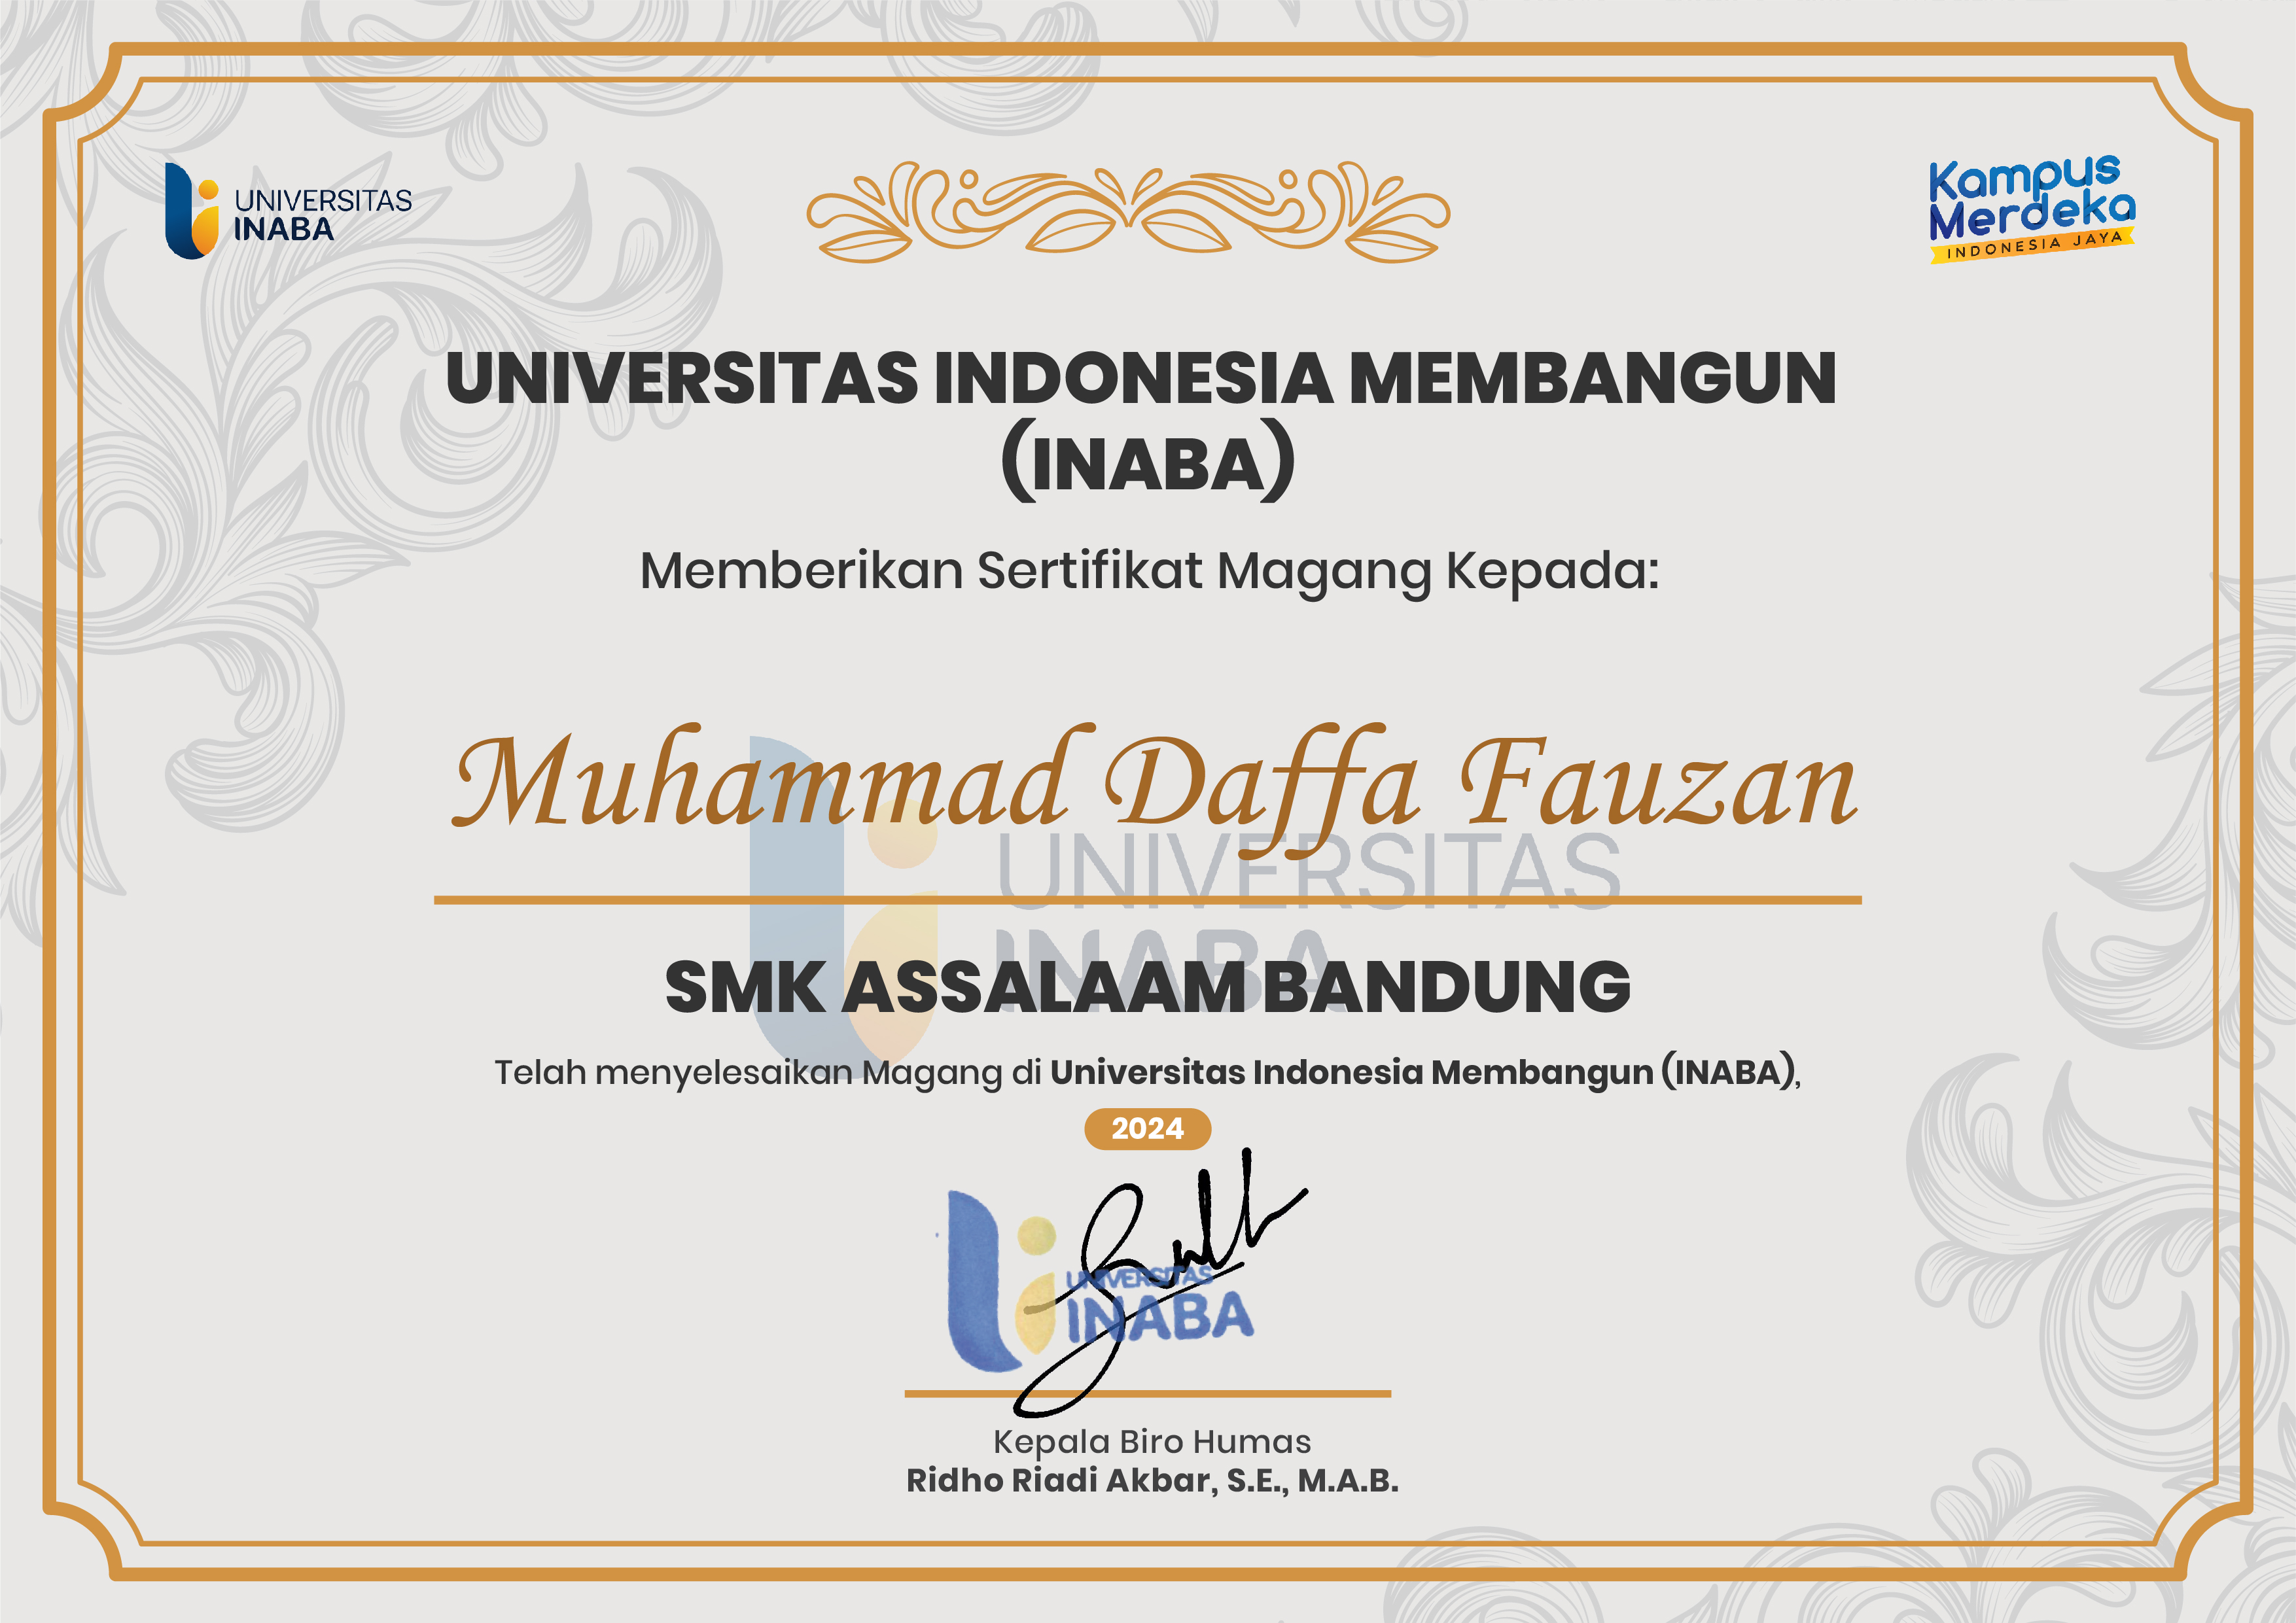 UNIVERSITAS
INABA
Kampus
Merdeka
INDONESIA JAYA
UNIVERSITAS INDONESIA MEMBANGUN
(INABA)
Memberikan Sertifikat Magang Kepada:
Muhammad Daffa Fauzan
UNIVERSITAS
INABA
SMK ASSALAAM BANDUNG
Telah menyelesaikan Magang di Universitas Indonesia Membangun (INABA),
2024
UNIVERSITAS
INABA
Kepala Biro Humas
Ridho Riadi Akbar, S.E., M.A.B.